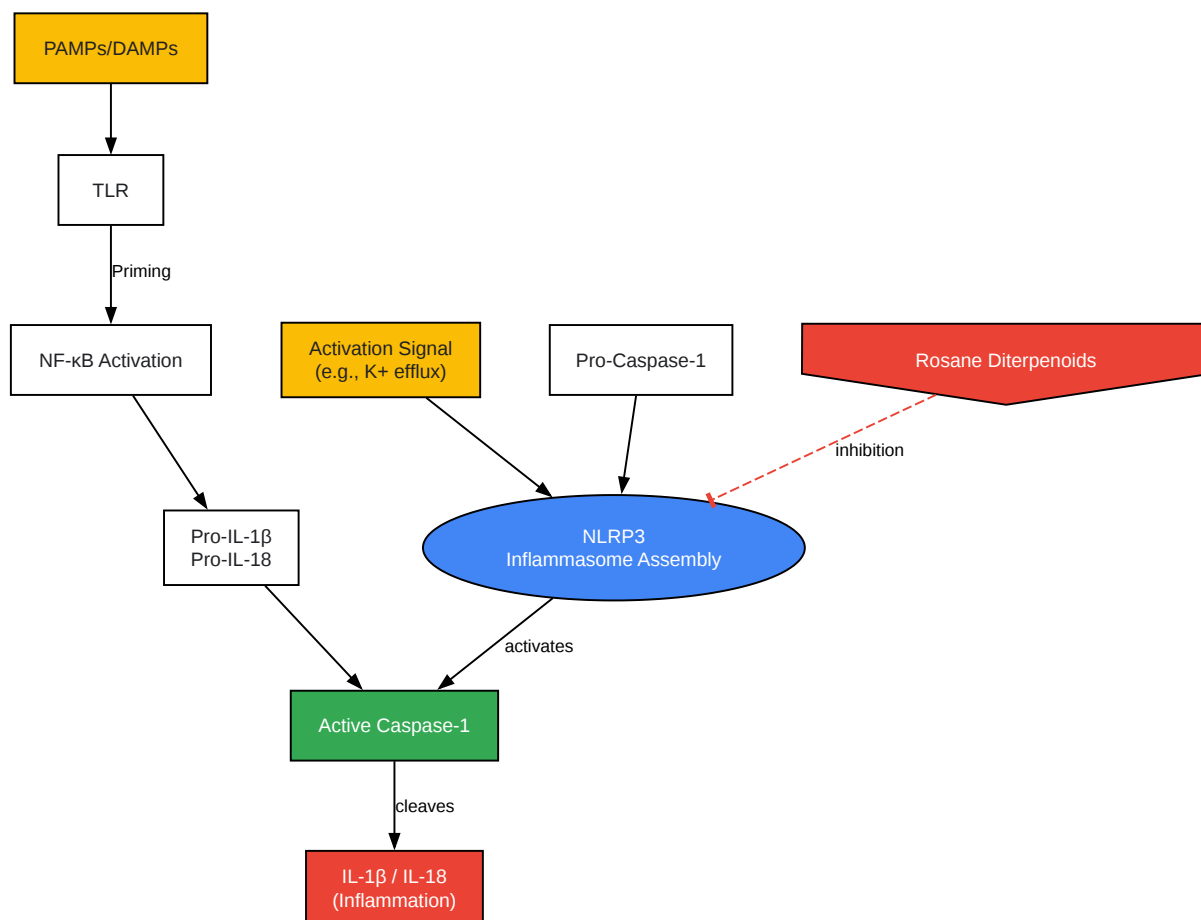 PAMPs/DAMPs
TLR
Priming
NF-κB Activation
Activation Signal
(e.g., K+ efflux)
Pro-Caspase-1
Rosane Diterpenoids
inhibition
Pro-IL-1β
Pro-IL-18
NLRP3
Inflammasome Assembly
activates
Active Caspase-1
cleaves
IL-1β / IL-18
(Inflammation)